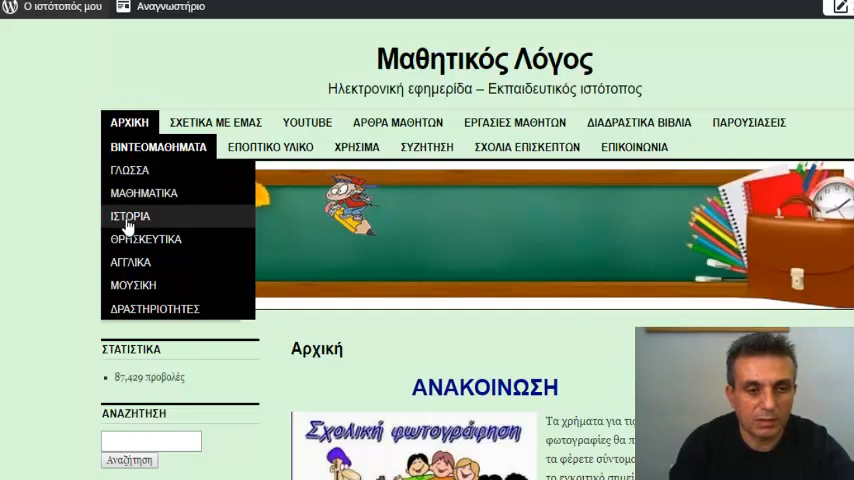 Ο ιστότοπός μου Αναγνωστήριο
Μαθητικός Λόγος
Ηλεκτρονική εφημερίδα – Εκπαιδευτικός ιστότοπος
ΑΡΧΙΚΗ ΣΧΕΤΙΚΑ ΜΕ ΕΜΑΣ YOUTUBE ΑΡΘΡΑ ΜΑΘΗΤΩΝ ΕΡΓΑΣΙΕΣ ΜΑΘΗΤΩΝ ΔΙΑΔΡΑΣΤΙΚΑ ΒΙΒΛΙΑ ΠΑΡΟΥΣΙΑΣΕΙΣ
ΒΙΝΤΕΟΜΑΘΗΜΑΤΑ ΕΠΟΠΤΙΚΟ ΥΛΙΚΟ ΧΡΗΣΙΜΑ ΣΥΖΗΤΗΣΗ ΣΧΟΛΙΑ ΕΠΙΣΚΕΠΤΩΝ ΕΠΙΚΟΙΝΩΝΙΑ
ΓΛΩΣΣΑ
ΜΑΘΗΜΑΤΙΚΑ
ΙΣΤΟΡΙΑ
ΘΡΗΣΚΕΥΤΙΚΑ
ΑΓΓΛΙΚΑ
ΜΟΥΣΙΚΗ
ΔΡΑΣΤΗΡΙΟΤΗΤΕΣ
ΣΤΑΤΙΣΤΙΚΑ
87,429 προβολές
ΑΝΑΖΗΤΗΣΗ
Αναζήτηση
Αρχική
ΑΝΑΚΟΙΝΩΣΗ
Σχολική φωτογράφηση
Τα χρήματα για τις
φωτογραφίες θα π
τα φέρετε σύντομα